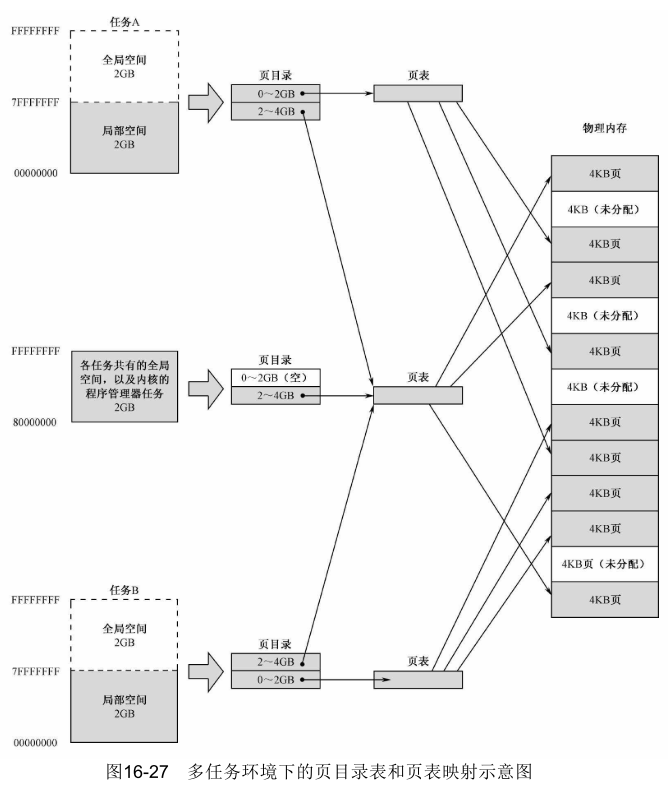 任务A
FFFFFFFF
全局空间
2GB
7FFFFFFF
局部空间
2GB
00000000
页目录
0～2GB
2～4GB
页表
物理内存
4KB页
4KB（未分配）
4KB页
4KB页
4KB（未分配）
4KB页
4KB（未分配）
4KB页
4KB页
4KB页
4KB页
4KB页（未分配）
4KB页
FFFFFFFF
各任务共有的全局
空间，以及内核的
程序管理器任务
2GB
80000000
页目录
0～2GB（空）
2～4GB
页表
任务B
FFFFFFFF
全局空间
2GB
7FFFFFFF
局部空间
2GB
00000000
页目录
2～4GB
0～2GB
页表
图16-27 多任务环境下的页目录表和页表映射示意图